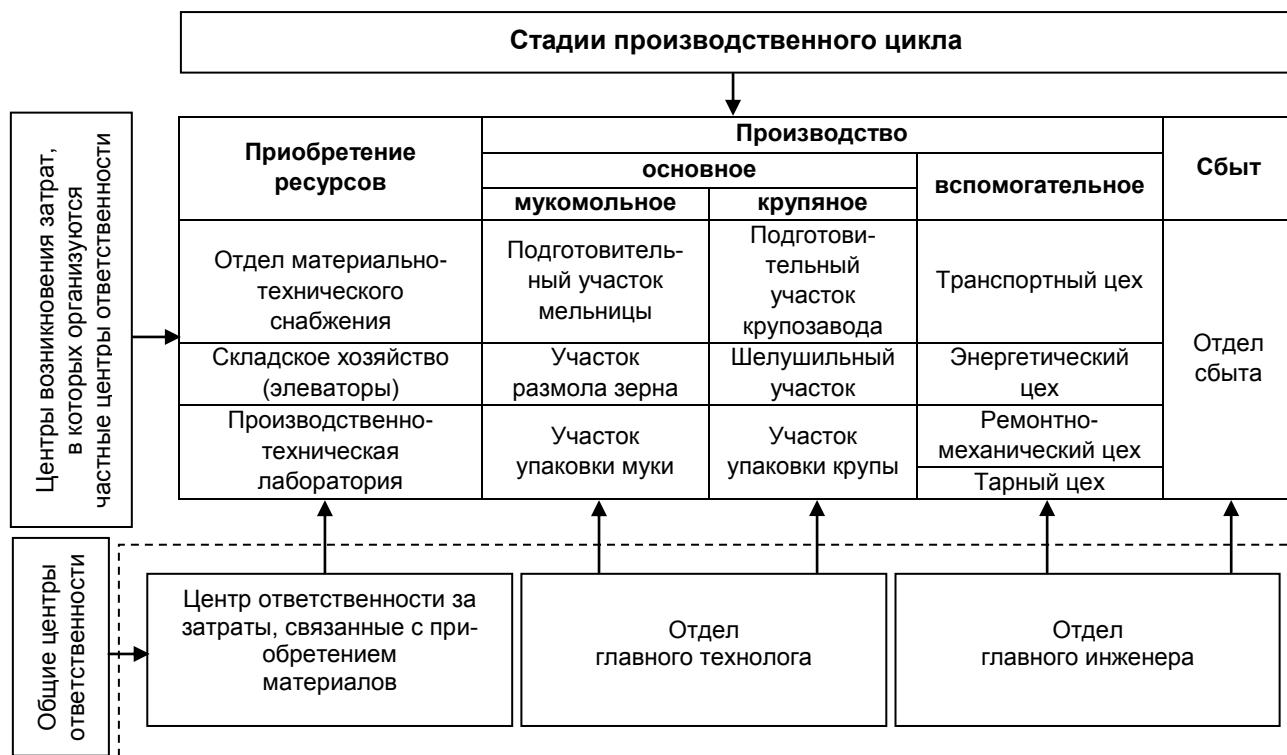 Стадии производственного цикла
Центры возникновения затрат,
в которых организуются
частные центры ответственности
Приобретение
ресурсов
Производство
Сбыт
основное
вспомогательное
мукомольное
крупяное
Отдел материально-
технического
снабжения
Подготовитель-
ный участок
мельницы
Подготови-
тельный
участок
крупозавода
Транспортный цех
Отдел
сбыта
Складское хозяйство
(элеваторы)
Участок
размола зерна
Шелушильный
участок
Энергетический
цех
Производственно-
техническая
лаборатория
Участок
упаковки муки
Участок
упаковки крупы
Ремонтно-
механический цех
Тарный цех
Общие центры
ответственности
Центр ответственности за
затраты, связанные с при-
обретением
материалов
Отдел
главного технолога
Отдел
главного инженера